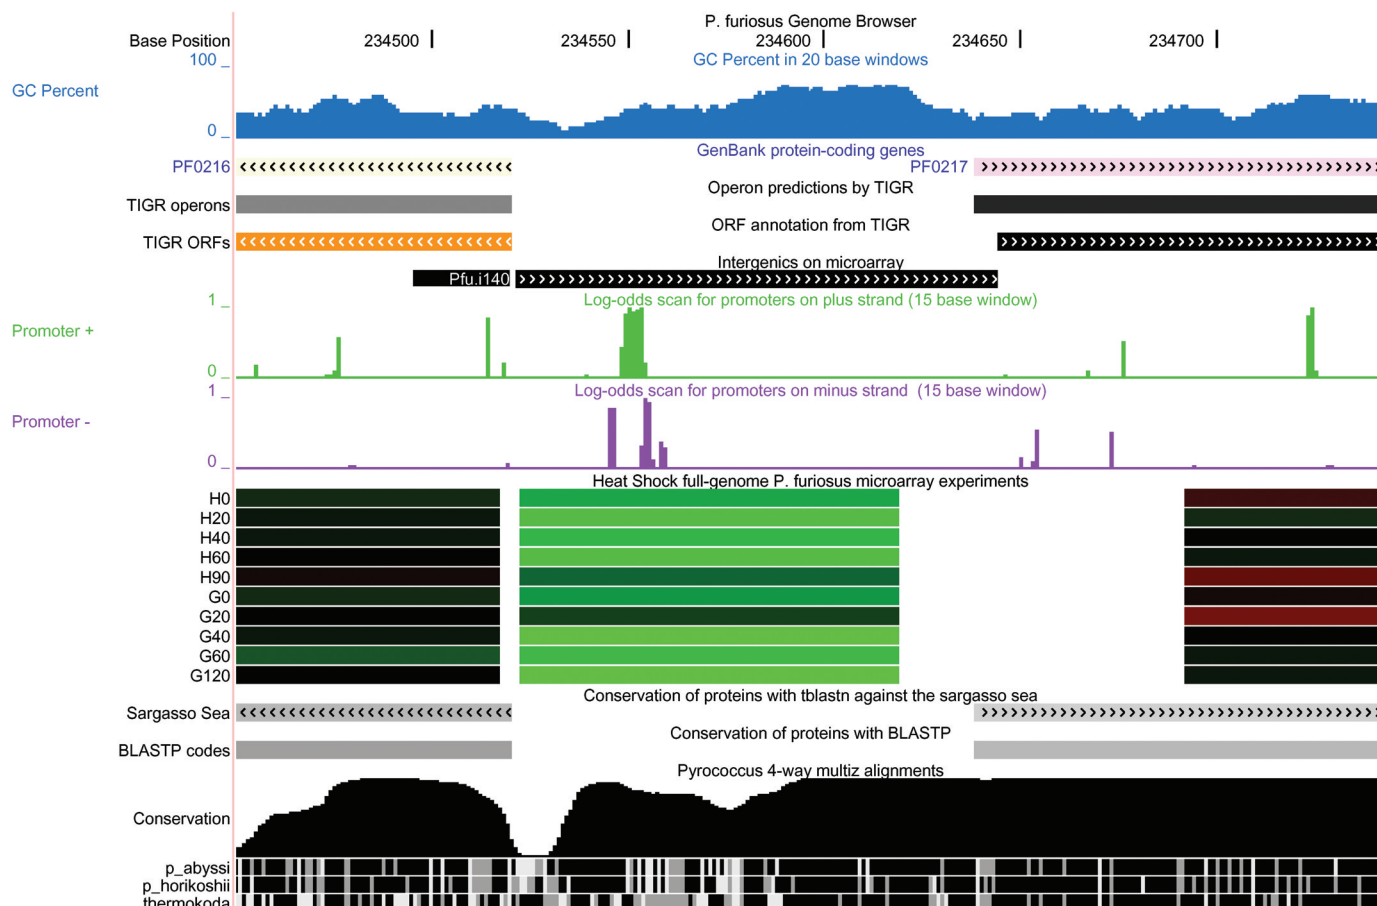 P. furiosus Genome Browser
Base Position 234500 234550 234600 234650 234700
100 GC Percent in 20 base windows
GC Percent
0
GenBank protein-coding genes
PF0216 PF0217
Operon predictions by TIGR
TIGR operons
ORF annotation from TIGR
TIGR ORFs
Intergenics on microarray
Pfu.i140
1 Log-odds scan for promoters on plus strand (15 base window)
Promoter +
0
1 Log-odds scan for promoters on minus strand (15 base window)
Promoter -
0
Heat Shock full-genome P. furiosus microarray experiments
H0
H20
H40
H60
H90
G0
G20
G40
G60
G120
Conservation of proteins with tblastn against the sargasso sea
Sargasso Sea
Conservation of proteins with BLASTP
BLASTP codes
Pyrococcus 4-way multiz alignments
Conservation
p_abyssi
p_horikoshii
thermokoda